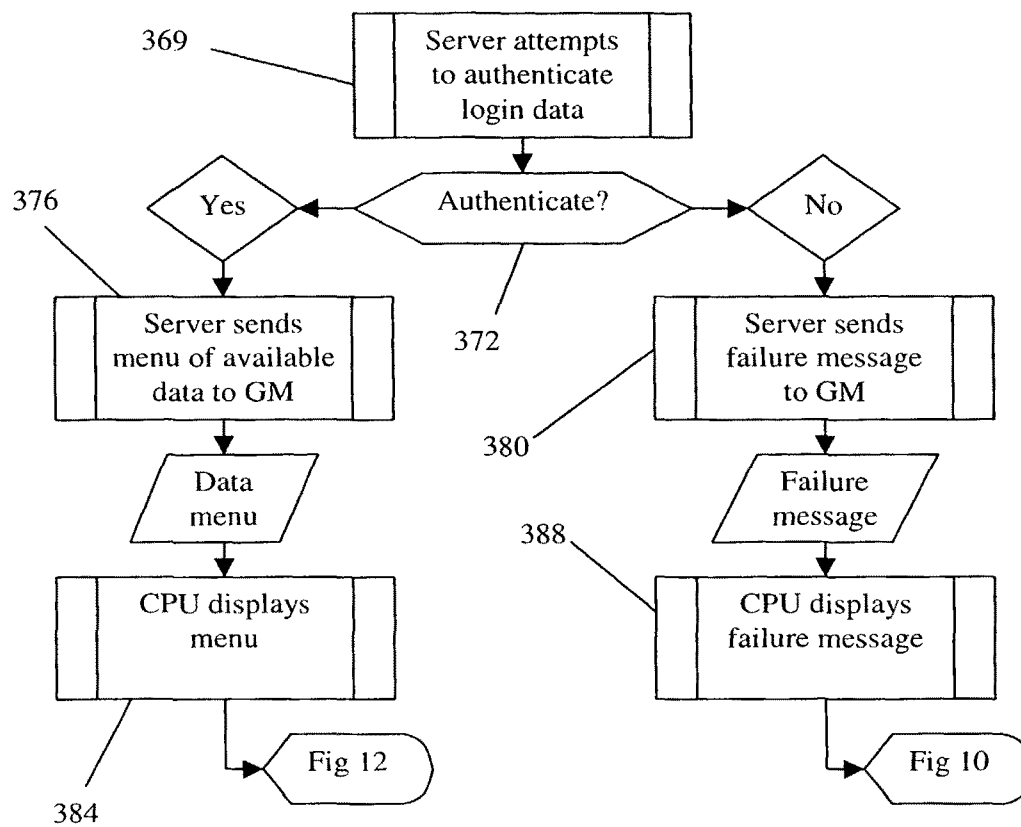 369
Server attempts
to authenticate
login data
376
Yes
Authenticate?
No
372
Server sends
menu of available
data to GM
Server sends
failure message
to GM
380
Data
menu
Failure
message
388
CPU displays
menu
CPU displays
failure message
384
Fig 12
Fig 10